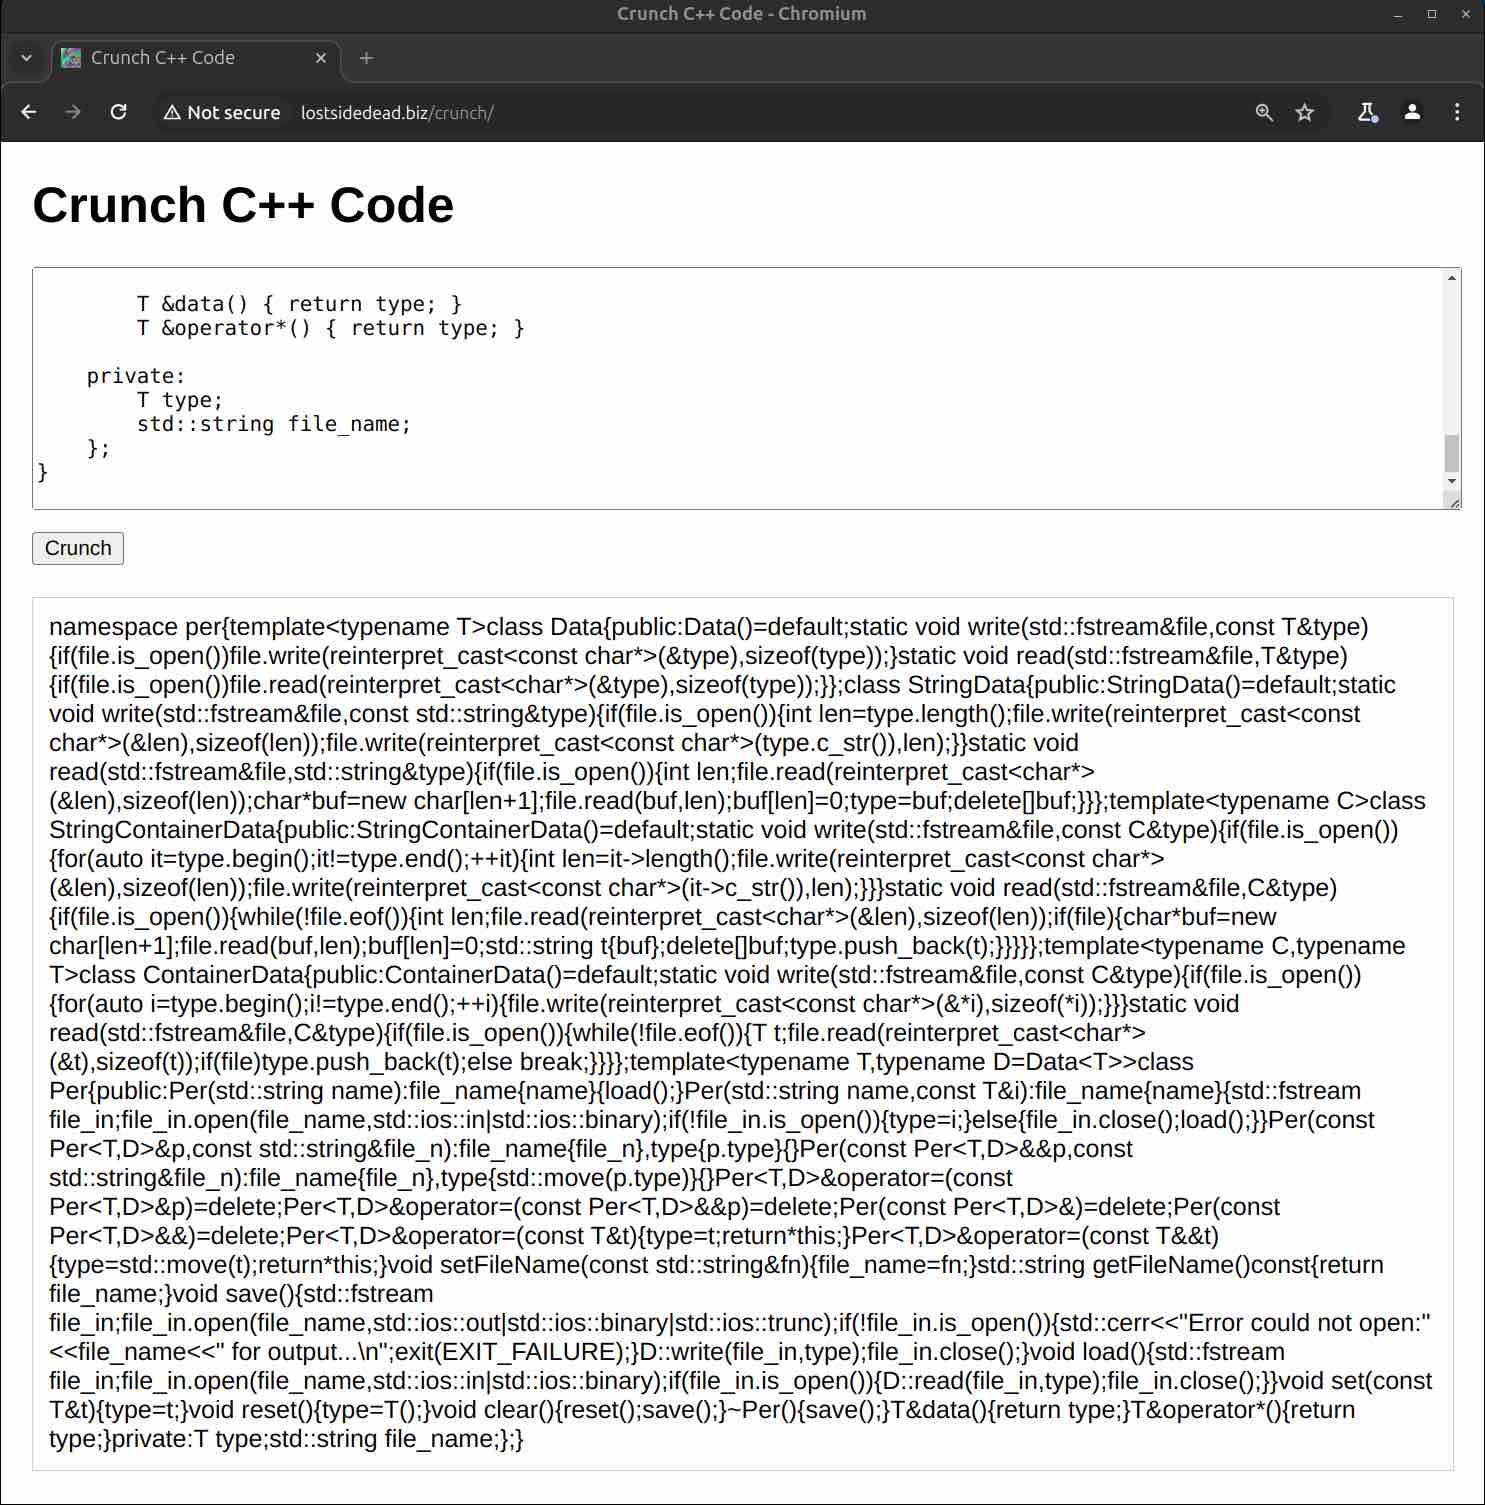 Crunch C++ Code - Chromium
Crunch C++ Code
Not secure lostsidedead.biz/crunch/
Crunch C++ Code
        T &data() { return type; }
        T &operator*() { return type; }
    private:
        T type;
        std::string file_name;
    };
}
Crunch
namespace per{template<typename T>class Data{public:Data()=default;static void write(std::fstream&file,const T&type)
{if(file.is_open())file.write(reinterpret_cast<const char*>(&type),sizeof(type));}static void read(std::fstream&file,T&type)
{if(file.is_open())file.read(reinterpret_cast<char*>(&type),sizeof(type));}};class StringData{public:StringData()=default;static
void write(std::fstream&file,const std::string&type){if(file.is_open()){int len=type.length();file.write(reinterpret_cast<const
char*>(&len),sizeof(len));file.write(reinterpret_cast<const char*>(type.c_str()),len);}}static void
read(std::fstream&file,std::string&type){if(file.is_open()){int len;file.read(reinterpret_cast<char*>
(&len),sizeof(len));char*buf=new char[len+1];file.read(buf,len);buf[len]=0;type=buf;delete[]buf;}}};template<typename C>class
StringContainerData{public:StringContainerData()=default;static void write(std::fstream&file,const C&type){if(file.is_open())
{for(auto it=type.begin();it!=type.end();++it){int len=it->length();file.write(reinterpret_cast<const char*>
(&len),sizeof(len));file.write(reinterpret_cast<const char*>(it->c_str()),len);}}}static void read(std::fstream&file,C&type)
{if(file.is_open()){while(!file.eof()){int len;file.read(reinterpret_cast<char*>(&len),sizeof(len));if(file){char*buf=new
char[len+1];file.read(buf,len);buf[len]=0;std::string t{buf};delete[]buf;type.push_back(t);}}}}};template<typename C,typename
T>class ContainerData{public:ContainerData()=default;static void write(std::fstream&file,const C&type){if(file.is_open())
{for(auto i=type.begin();i!=type.end();++i){file.write(reinterpret_cast<const char*>(&*i),sizeof(*i));}}}static void
read(std::fstream&file,C&type){if(file.is_open()){while(!file.eof()){T t;file.read(reinterpret_cast<char*>
(&t),sizeof(t));if(file)type.push_back(t);else break;}}}};template<typename T,typename D=Data<T>>class
Per{public:Per(std::string name):file_name{name}{load();}Per(std::string name,const T&i):file_name{name}{std::fstream
file_in;file_in.open(file_name,std::ios::in|std::ios::binary);if(!file_in.is_open()){type=i;}else{file_in.close();load();}}Per(const
Per<T,D>&p,const std::string&file_n):file_name{file_n},type{p.type}{}Per(const Per<T,D>&&p,const
std::string&file_n):file_name{file_n},type{std::move(p.type)}{}Per<T,D>&operator=(const
Per<T,D>&p)=delete;Per<T,D>&operator=(const Per<T,D>&&p)=delete;Per(const Per<T,D>&)=delete;Per(const
Per<T,D>&&)=delete;Per<T,D>&operator=(const T&t){type=t;return*this;}Per<T,D>&operator=(const T&&t)
{type=std::move(t);return*this;}void setFileName(const std::string&fn){file_name=fn;}std::string getFileName()const{return
file_name;}void save(){std::fstream
file_in;file_in.open(file_name,std::ios::out|std::ios::binary|std::ios::trunc);if(!file_in.is_open()){std::cerr<<"Error could not open:"
<<file_name<<" for output...\n";exit(EXIT_FAILURE);}D::write(file_in,type);file_in.close();}void load(){std::fstream
file_in;file_in.open(file_name,std::ios::in|std::ios::binary);if(file_in.is_open()){D::read(file_in,type);file_in.close();}}void set(const
T&t){type=t;}void reset(){type=T();}void clear(){reset();save();}~Per(){save();}T&data(){return type;}T&operator*(){return
type;}private:T type;std::string file_name;};}